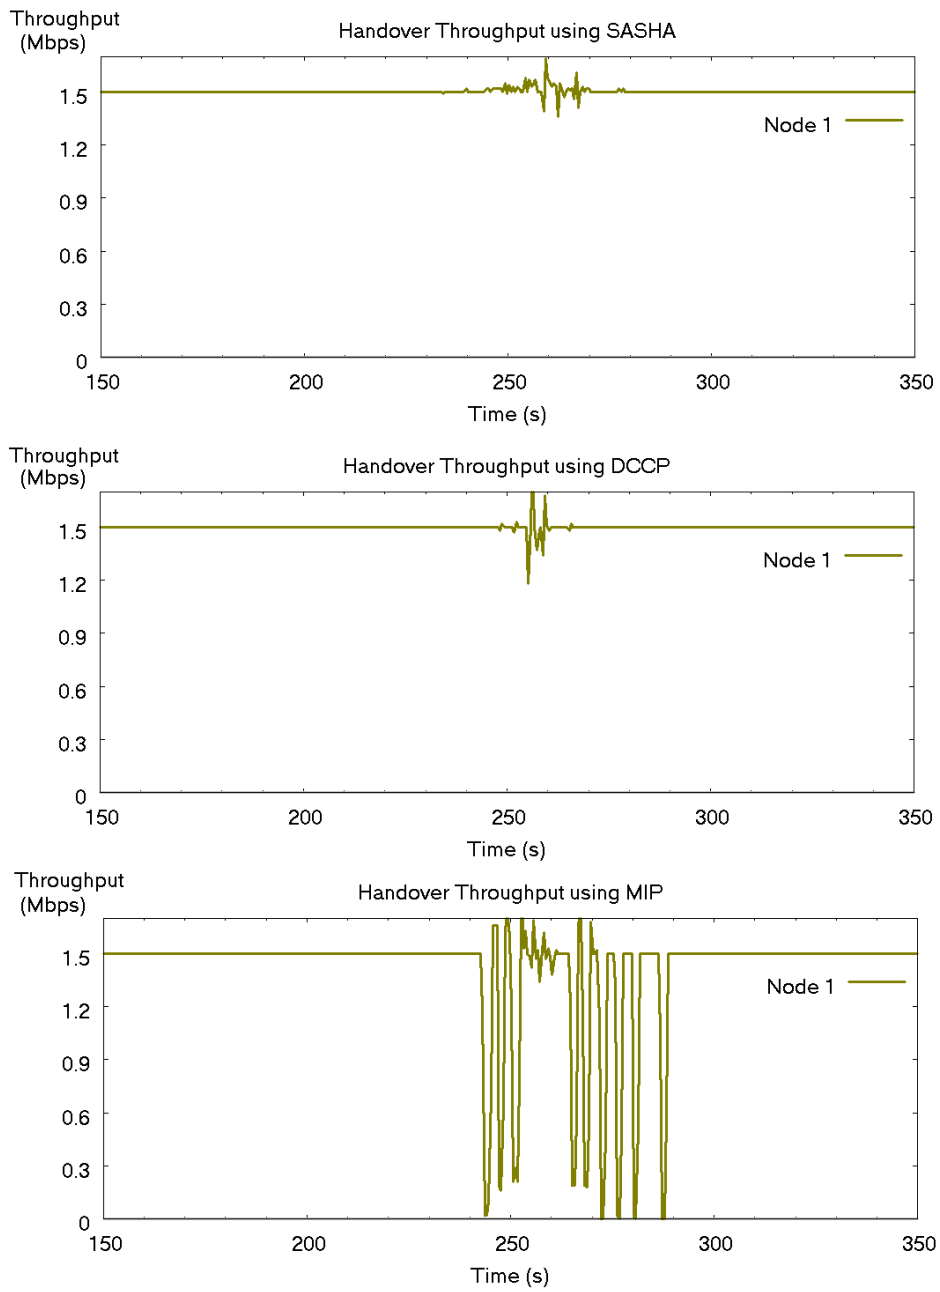 Throughput
(Mbps)
Handover Throughput using SASHA
1.5
Node 1
1.2
0.9
0.6
0.3
0
150 200 250 300 350
Time (s)
Throughput
(Mbps)
Handover Throughput using DCCP
1.5
Node 1
1.2
0.9
0.6
0.3
0
150 200 250 300 350
Time (s)
Throughput
(Mbps)
Handover Throughput using MIP
1.5
Node 1
1.2
0.9
0.6
0.3
0
150 200 250 300 350
Time (s)